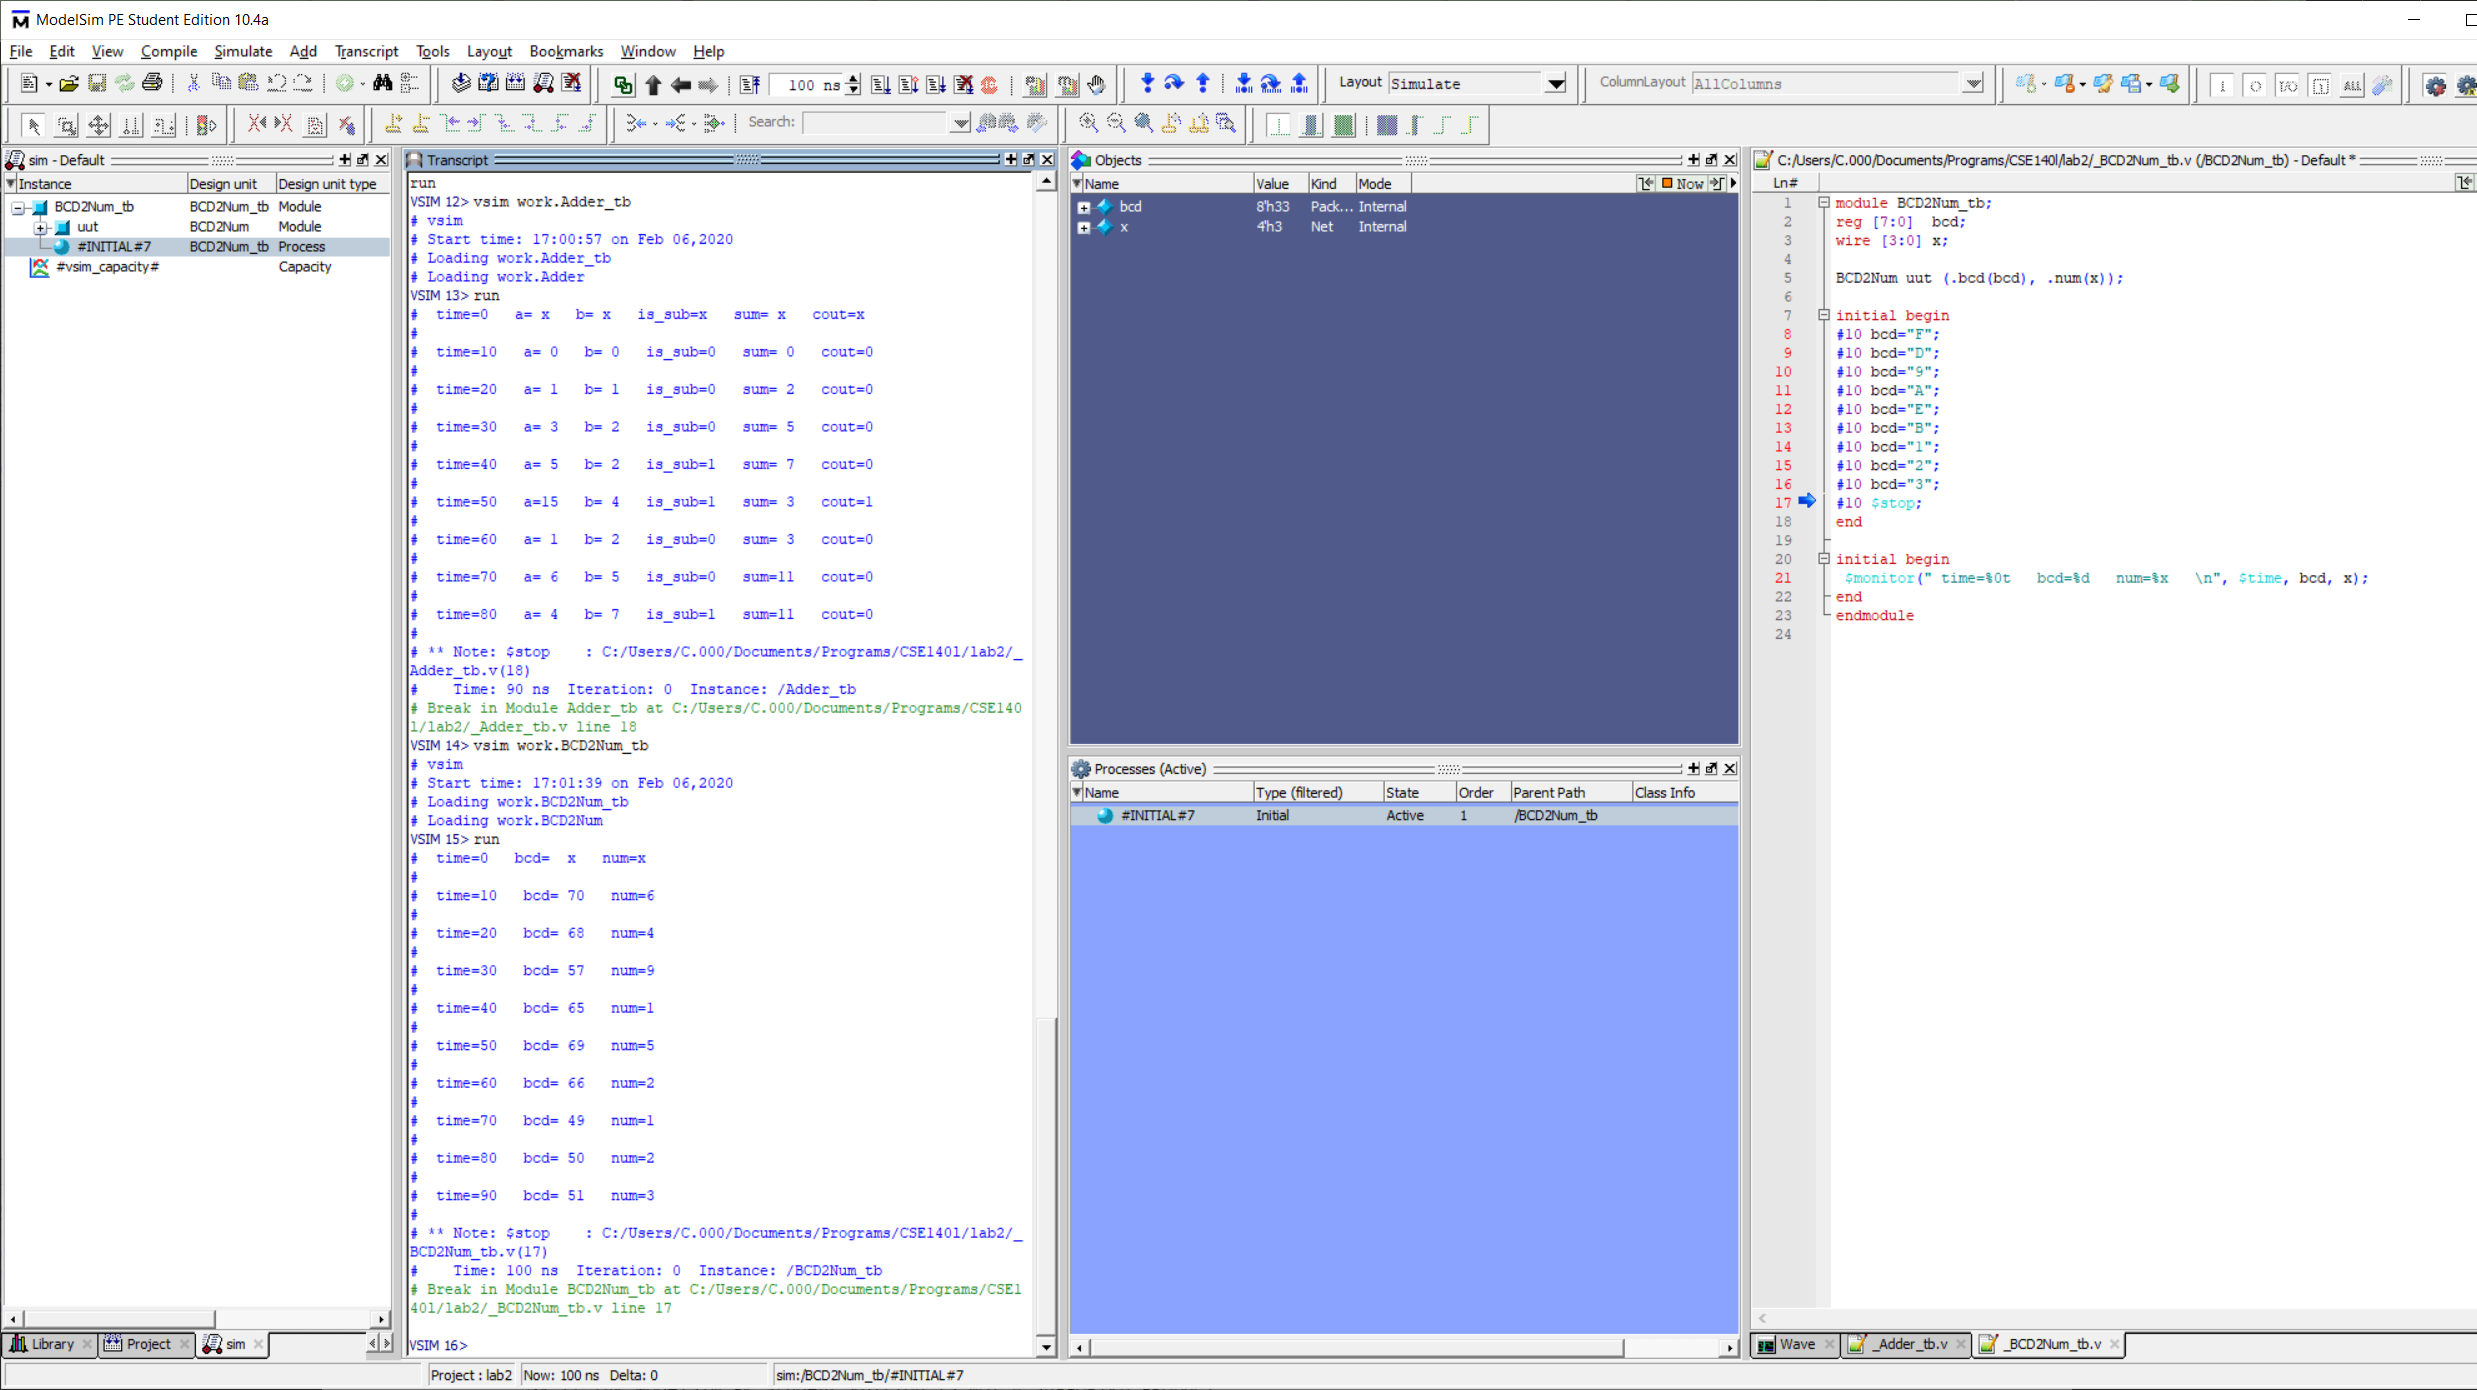 ModelSim PE Student Edition 10.4a
File Edit View Compile Simulate Add Transcript Tools Layout Bookmarks Window Help
100 ns
Layout Simulate
ColumnLayout AllColumns
Search:
sim - Default
Instance Design unit Design unit type
BCD2Num_tb BCD2Num_tb Module
uut BCD2Num Module
#INITIAL#7 BCD2Num_tb Process
#vsim_capacity# Capacity
Library Project sim
Transcript
run
VSIM 12> vsim work.Adder_tb
# vsim
# Start time: 17:00:57 on Feb 06,2020
# Loading work.Adder_tb
# Loading work.Adder
VSIM 13> run
# time=0 a= x b= x is_sub=x sum= x cout=x
#
# time=10 a= 0 b= 0 is_sub=0 sum= 0 cout=0
#
# time=20 a= 1 b= 1 is_sub=0 sum= 2 cout=0
#
# time=30 a= 3 b= 2 is_sub=0 sum= 5 cout=0
#
# time=40 a= 5 b= 2 is_sub=1 sum= 7 cout=0
#
# time=50 a=15 b= 4 is_sub=1 sum= 3 cout=1
#
# time=60 a= 1 b= 2 is_sub=0 sum= 3 cout=0
#
# time=70 a= 6 b= 5 is_sub=0 sum=11 cout=0
#
# time=80 a= 4 b= 7 is_sub=1 sum=11 cout=0
#
# ** Note: $stop : C:/Users/C.000/Documents/Programs/CSE140l/lab2/_
Adder_tb.v(18)
# Time: 90 ns Iteration: 0 Instance: /Adder_tb
# Break in Module Adder_tb at C:/Users/C.000/Documents/Programs/CSE140
l/lab2/_Adder_tb.v line 18
VSIM 14> vsim work.BCD2Num_tb
# vsim
# Start time: 17:01:39 on Feb 06,2020
# Loading work.BCD2Num_tb
# Loading work.BCD2Num
VSIM 15> run
# time=0 bcd= x num=x
#
# time=10 bcd= 70 num=6
#
# time=20 bcd= 68 num=4
#
# time=30 bcd= 57 num=9
#
# time=40 bcd= 65 num=1
#
# time=50 bcd= 69 num=5
#
# time=60 bcd= 66 num=2
#
# time=70 bcd= 49 num=1
#
# time=80 bcd= 50 num=2
#
# time=90 bcd= 51 num=3
#
# ** Note: $stop : C:/Users/C.000/Documents/Programs/CSE140l/lab2/_
BCD2Num_tb.v(17)
# Time: 100 ns Iteration: 0 Instance: /BCD2Num_tb
# Break in Module BCD2Num_tb at C:/Users/C.000/Documents/Programs/CSE1
40l/lab2/_BCD2Num_tb.v line 17
VSIM 16>
Objects
Name Value Kind Mode Now
bcd 8'h33 Pack... Internal
x 4'h3 Net Internal
Processes (Active)
Name Type (filtered) State Order Parent Path Class Info
#INITIAL#7 Initial Active 1 /BCD2Num_tb
C:/Users/C.000/Documents/Programs/CSE140l/lab2/_BCD2Num_tb.v (/BCD2Num_tb) - Default *
Ln#
1 module BCD2Num_tb;
2 reg [7:0] bcd;
3 wire [3:0] x;
4
5 BCD2Num uut (.bcd(bcd), .num(x));
6
7 initial begin
8 #10 bcd="F";
9 #10 bcd="D";
10 #10 bcd="9";
11 #10 bcd="A";
12 #10 bcd="E";
13 #10 bcd="B";
14 #10 bcd="1";
15 #10 bcd="2";
16 #10 bcd="3";
17 #10 $stop;
18 end
19
20 initial begin
21 $monitor(" time=%0t bcd=%d num=%x \n", $time, bcd, x);
22 end
23 endmodule
24
Wave _Adder_tb.v _BCD2Num_tb.v
Project : lab2 Now: 100 ns Delta: 0 sim:/BCD2Num_tb/#INITIAL#7